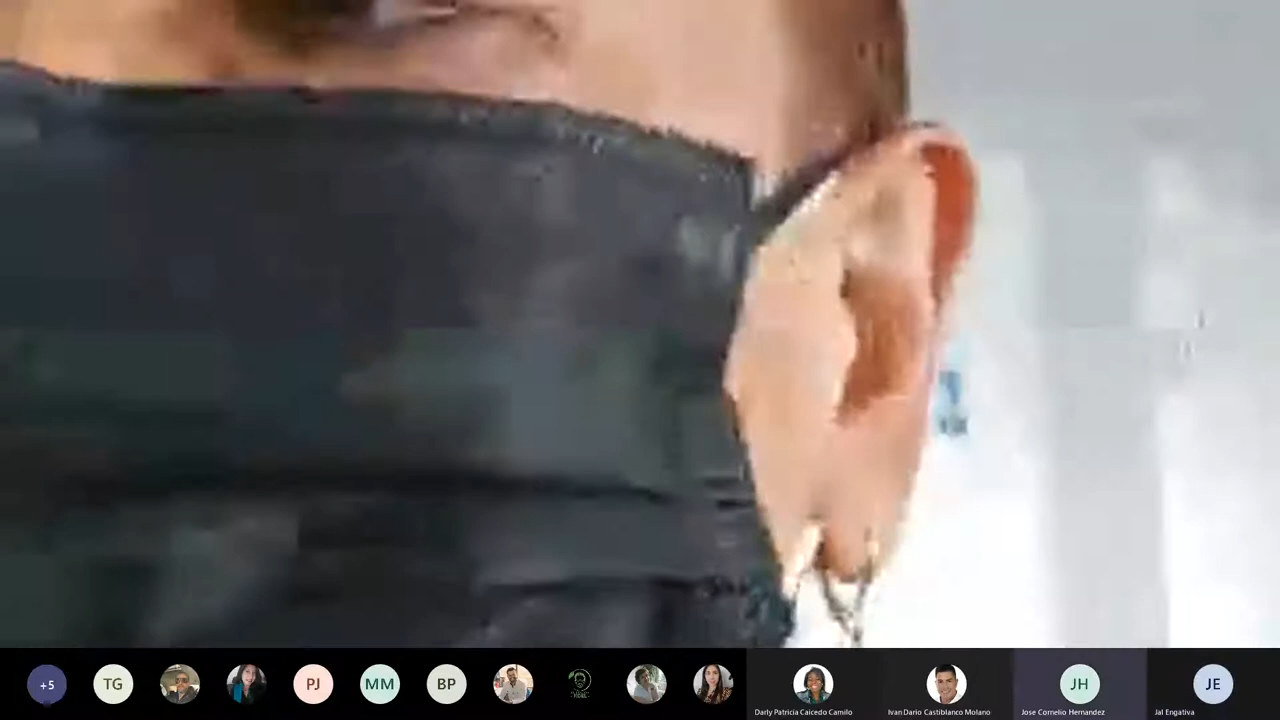 +5
TG
PJ
MM
BP
Darly Patricia Caicedo Camilo
Ivan Dario Castiblanco Molano
JH
Jose Cornelio Hernandez
JE
Jal Engativa